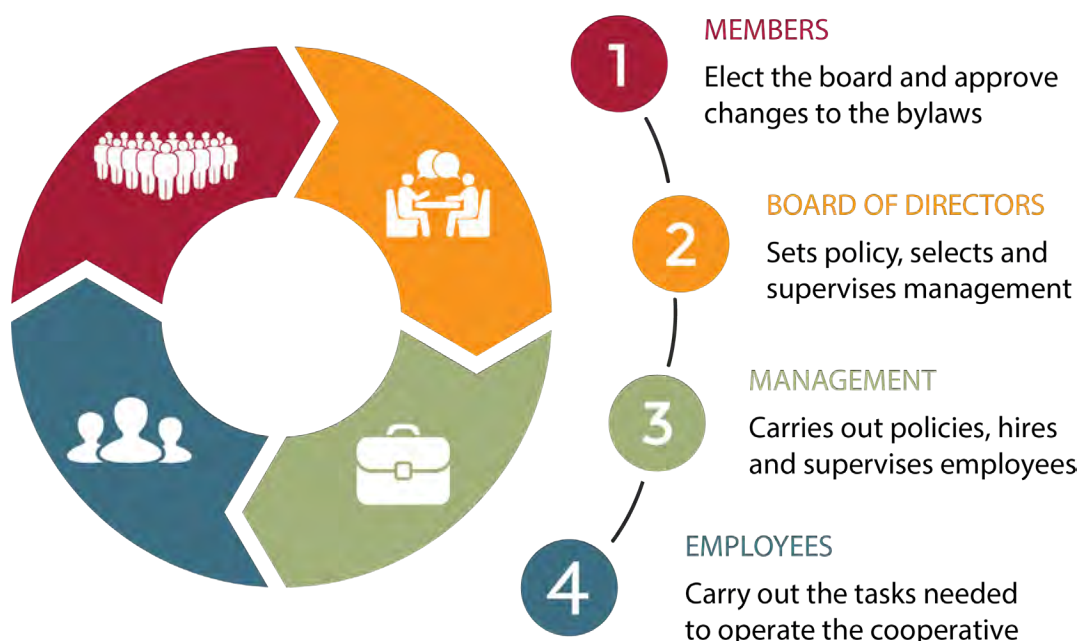 1
MEMBERS
Elect the board and approve
changes to the bylaws
2
BOARD OF DIRECTORS
Sets policy, selects and
supervises management
3
MANAGEMENT
Carries out policies, hires
and supervises employees
4
EMPLOYEES
Carry out the tasks needed
to operate the cooperative